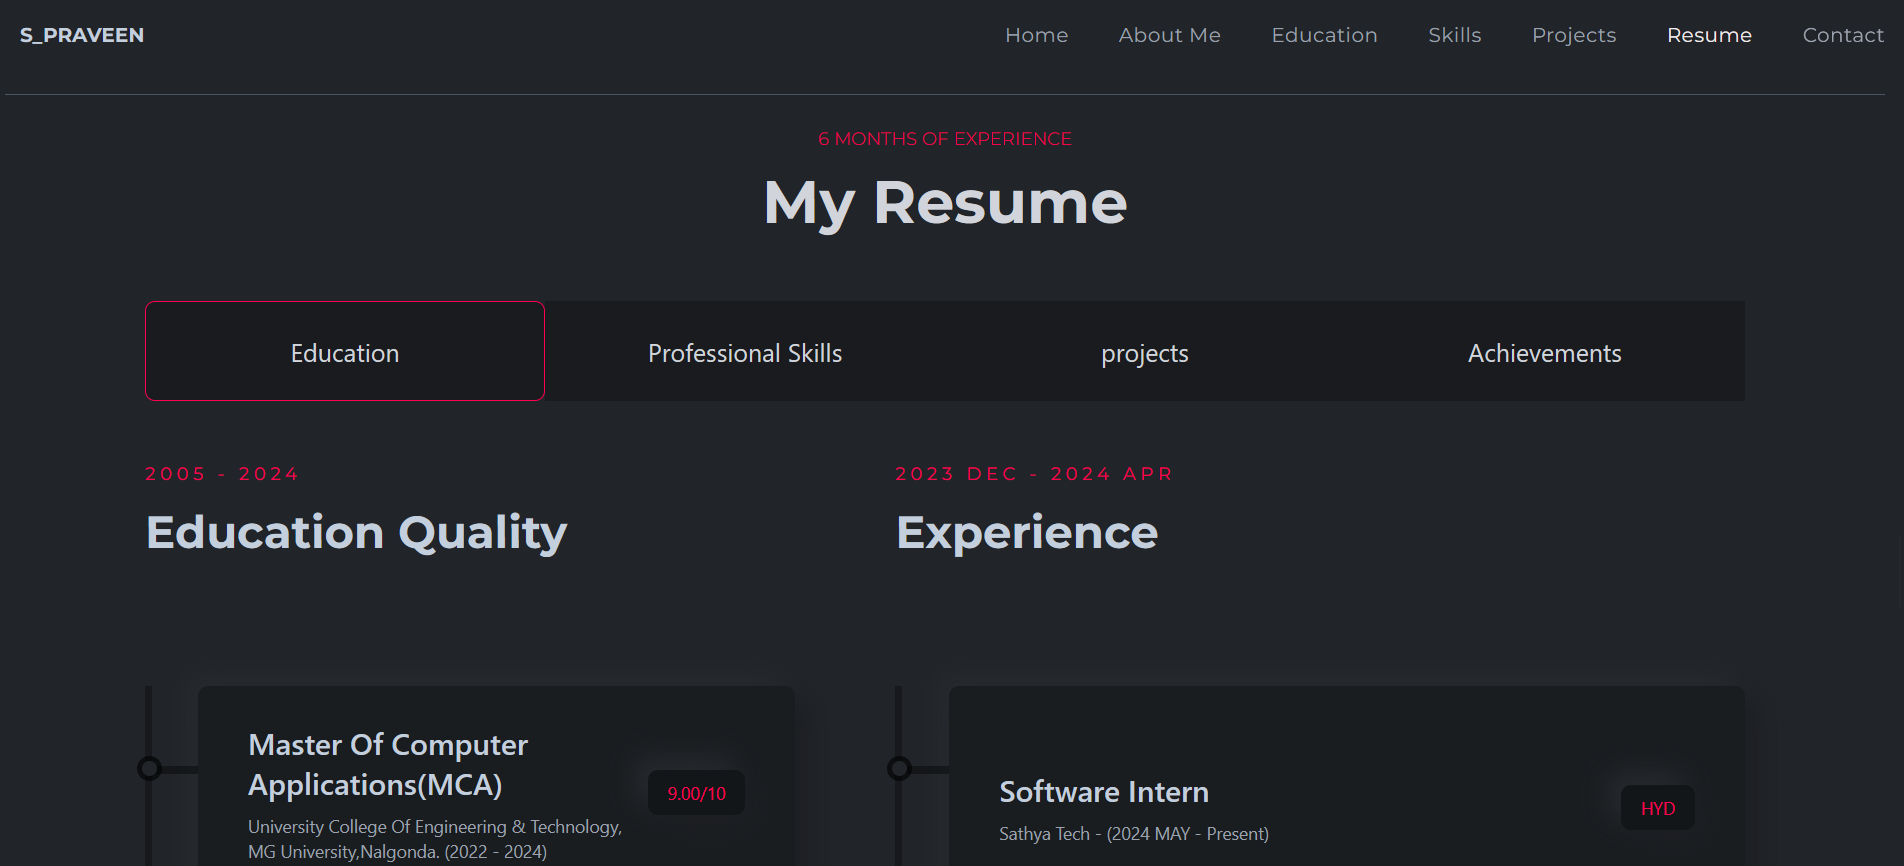 S_PRAVEEN
Home About Me Education Skills Projects Resume Contact
6 MONTHS OF EXPERIENCE
My Resume
Education Professional Skills projects Achievements
2005 - 2024
Education Quality
2023 DEC - 2024 APR
Experience
Master Of Computer
Applications(MCA)
9.00/10
University College Of Engineering & Technology,
MG University,Nalgonda. (2022 - 2024)
Software Intern
HYD
Sathya Tech - (2024 MAY - Present)